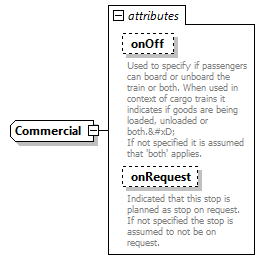 attributes
onOff
Used to specify if passengers
can board or unboard the
train or both. When used in
context of cargo trains it
indicates if goods are being
loaded, unloaded or
both.&#xD;
If not specified it is assumed
that 'both' applies.
Commercial
onRequest
Indicated that this stop is
planned as stop on request.
If not specified the stop is
assumed to not be on
request.